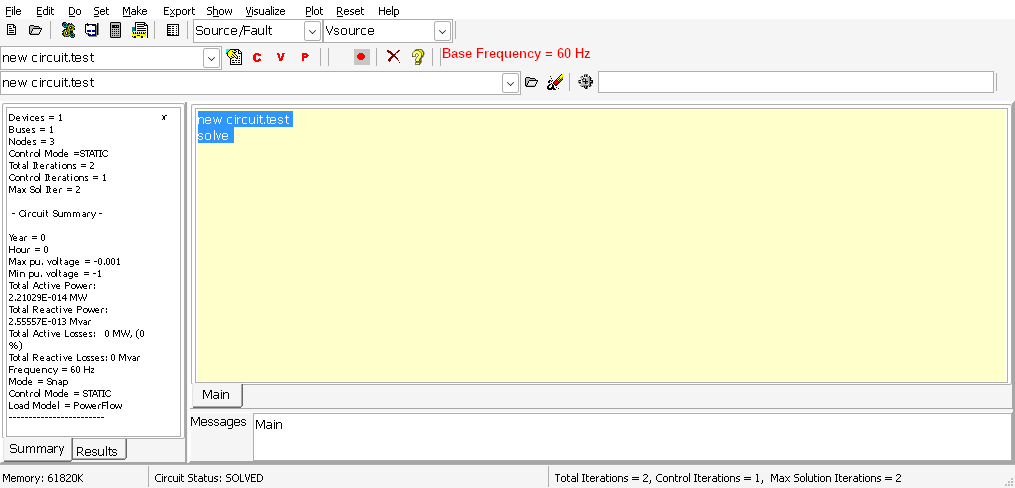 File Edit Do Set Make Export Show Visualize Plot Reset Help
Source/Fault Vsource
new circuit.test C V P Base Frequency = 60 Hz
new circuit.test
Devices = 1 x
Buses = 1
Nodes = 3
Control Mode =STATIC
Total Iterations = 2
Control Iterations = 1
Max Sol Iter = 2
- Circuit Summary -
Year = 0
Hour = 0
Max pu. voltage = -0.001
Min pu. voltage = -1
Total Active Power:
2.21029E-014 MW
Total Reactive Power:
2.55557E-013 Mvar
Total Active Losses: 0 MW, (0
%)
Total Reactive Losses: 0 Mvar
Frequency = 60 Hz
Mode = Snap
Control Mode = STATIC
Load Model = PowerFlow
------------------------
Summary Results
new circuit.test
solve
Main
Messages
Main
Memory: 61820K Circuit Status: SOLVED Total Iterations = 2, Control Iterations = 1, Max Solution Iterations = 2